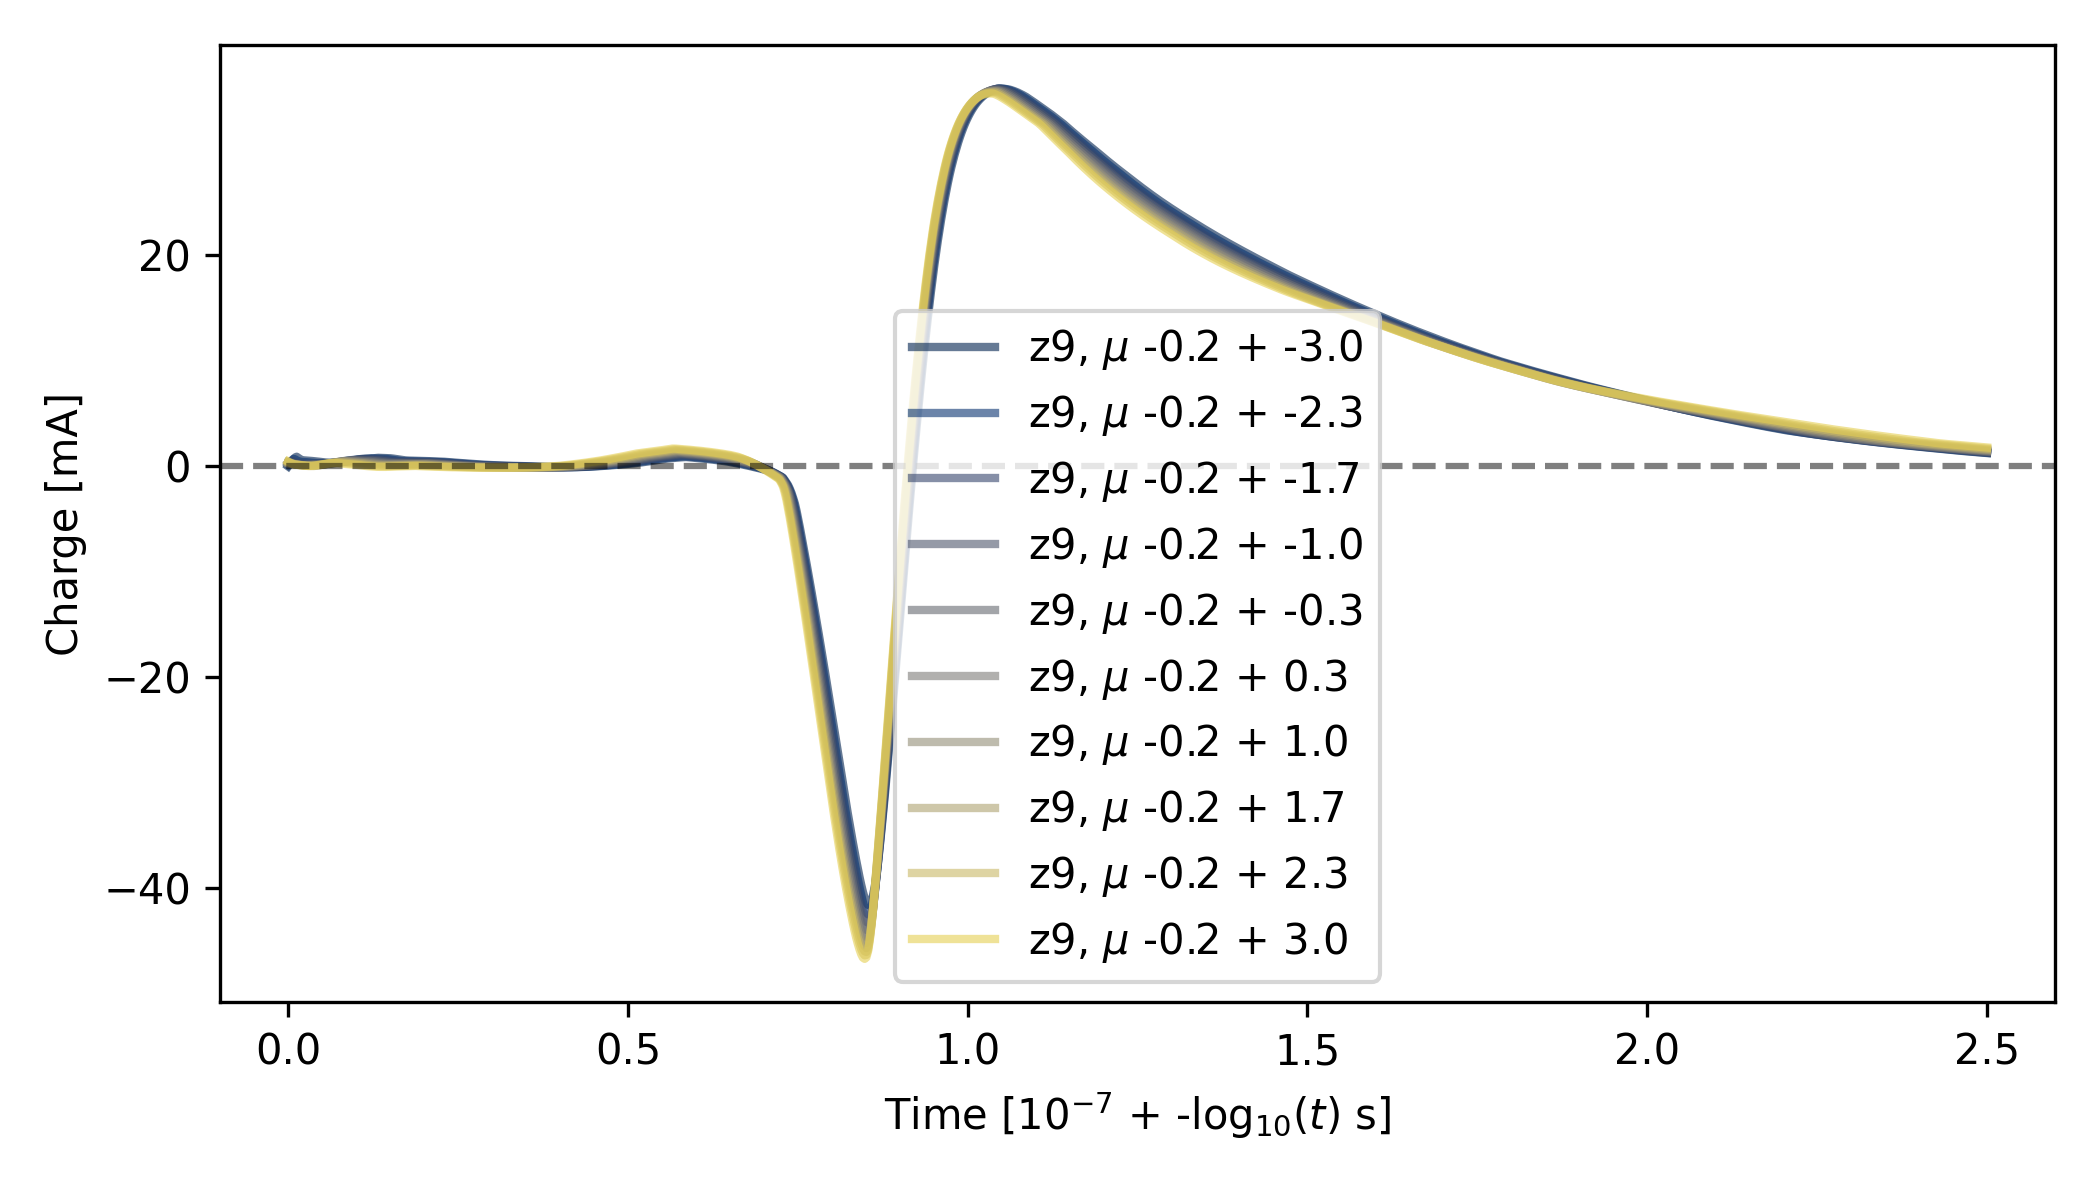 Charge [mA]
20
0
−20
−40
z9, μ -0.2 + -3.0
z9, μ -0.2 + -2.3
z9, μ -0.2 + -1.7
z9, μ -0.2 + -1.0
z9, μ -0.2 + -0.3
z9, μ -0.2 + 0.3
z9, μ -0.2 + 1.0
z9, μ -0.2 + 1.7
z9, μ -0.2 + 2.3
z9, μ -0.2 + 3.0
0.0 0.5 1.0 1.5 2.0 2.5
Time [10⁻⁷ + -log₁₀(t) s]